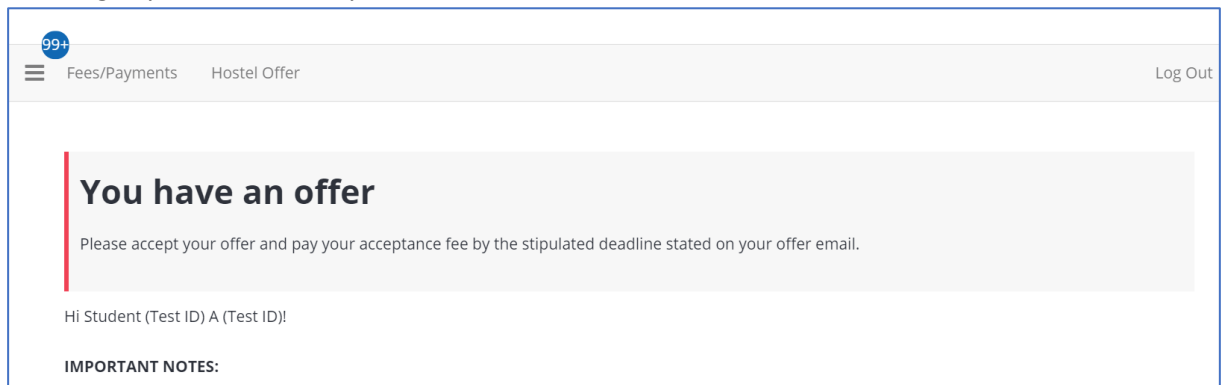 99+
Fees/Payments Hostel Offer Log Out
You have an offer
Please accept your offer and pay your acceptance fee by the stipulated deadline stated on your offer email.
Hi Student (Test ID) A (Test ID)!
IMPORTANT NOTES: